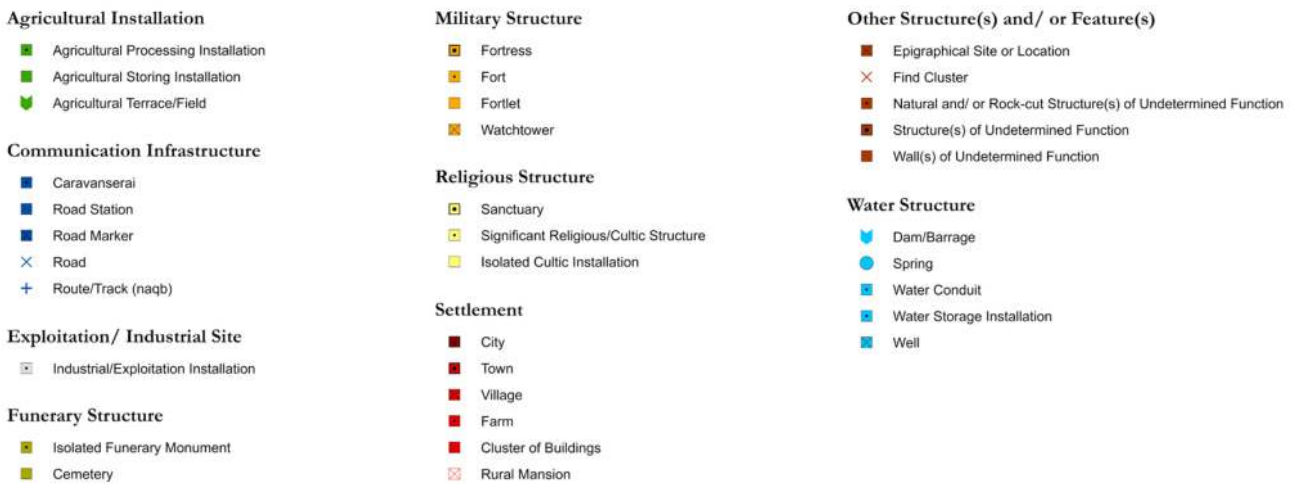 Agricultural Installation
Agricultural Processing Installation
Agricultural Storing Installation
Agricultural Terrace/Field
Communication Infrastructure
Caravanserai
Road Station
Road Marker
Road
Route/Track (naqb)
Exploitation/ Industrial Site
Industrial/Exploitation Installation
Funerary Structure
Isolated Funerary Monument
Cemetery
Military Structure
Fortress
Fort
Fortlet
Watchtower
Religious Structure
Sanctuary
Significant Religious/Cultic Structure
Isolated Cultic Installation
Settlement
City
Town
Village
Farm
Cluster of Buildings
Rural Mansion
Other Structure(s) and/ or Feature(s)
Epigraphical Site or Location
Find Cluster
Natural and/ or Rock-cut Structure(s) of Undetermined Function
Structure(s) of Undetermined Function
Wall(s) of Undetermined Function
Water Structure
Dam/Barrage
Spring
Water Conduit
Water Storage Installation
Well